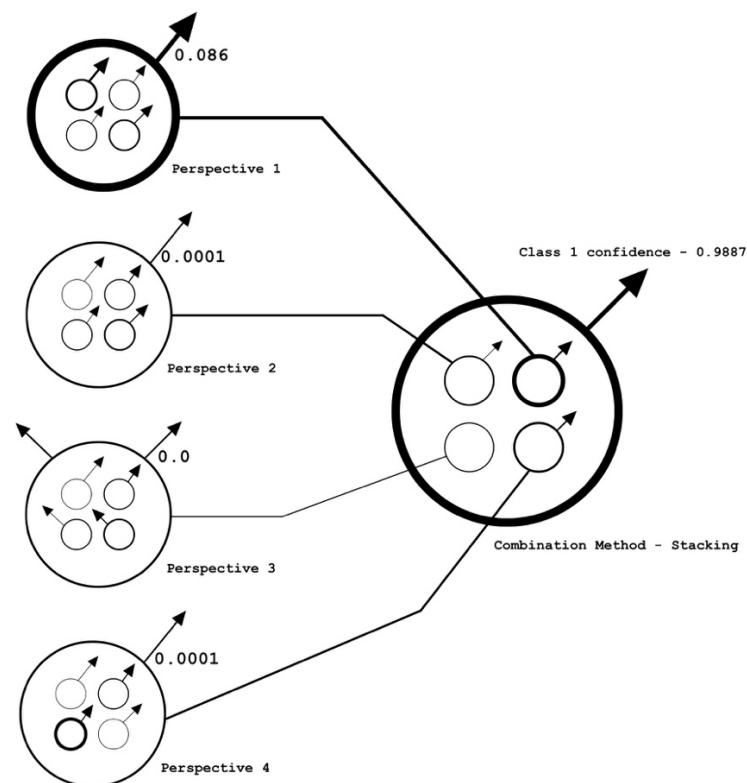 0.086
Perspective 1
0.0001
Perspective 2
Class 1 confidence - 0.9887
0.0
Perspective 3
Combination Method - Stacking
0.0001
Perspective 4